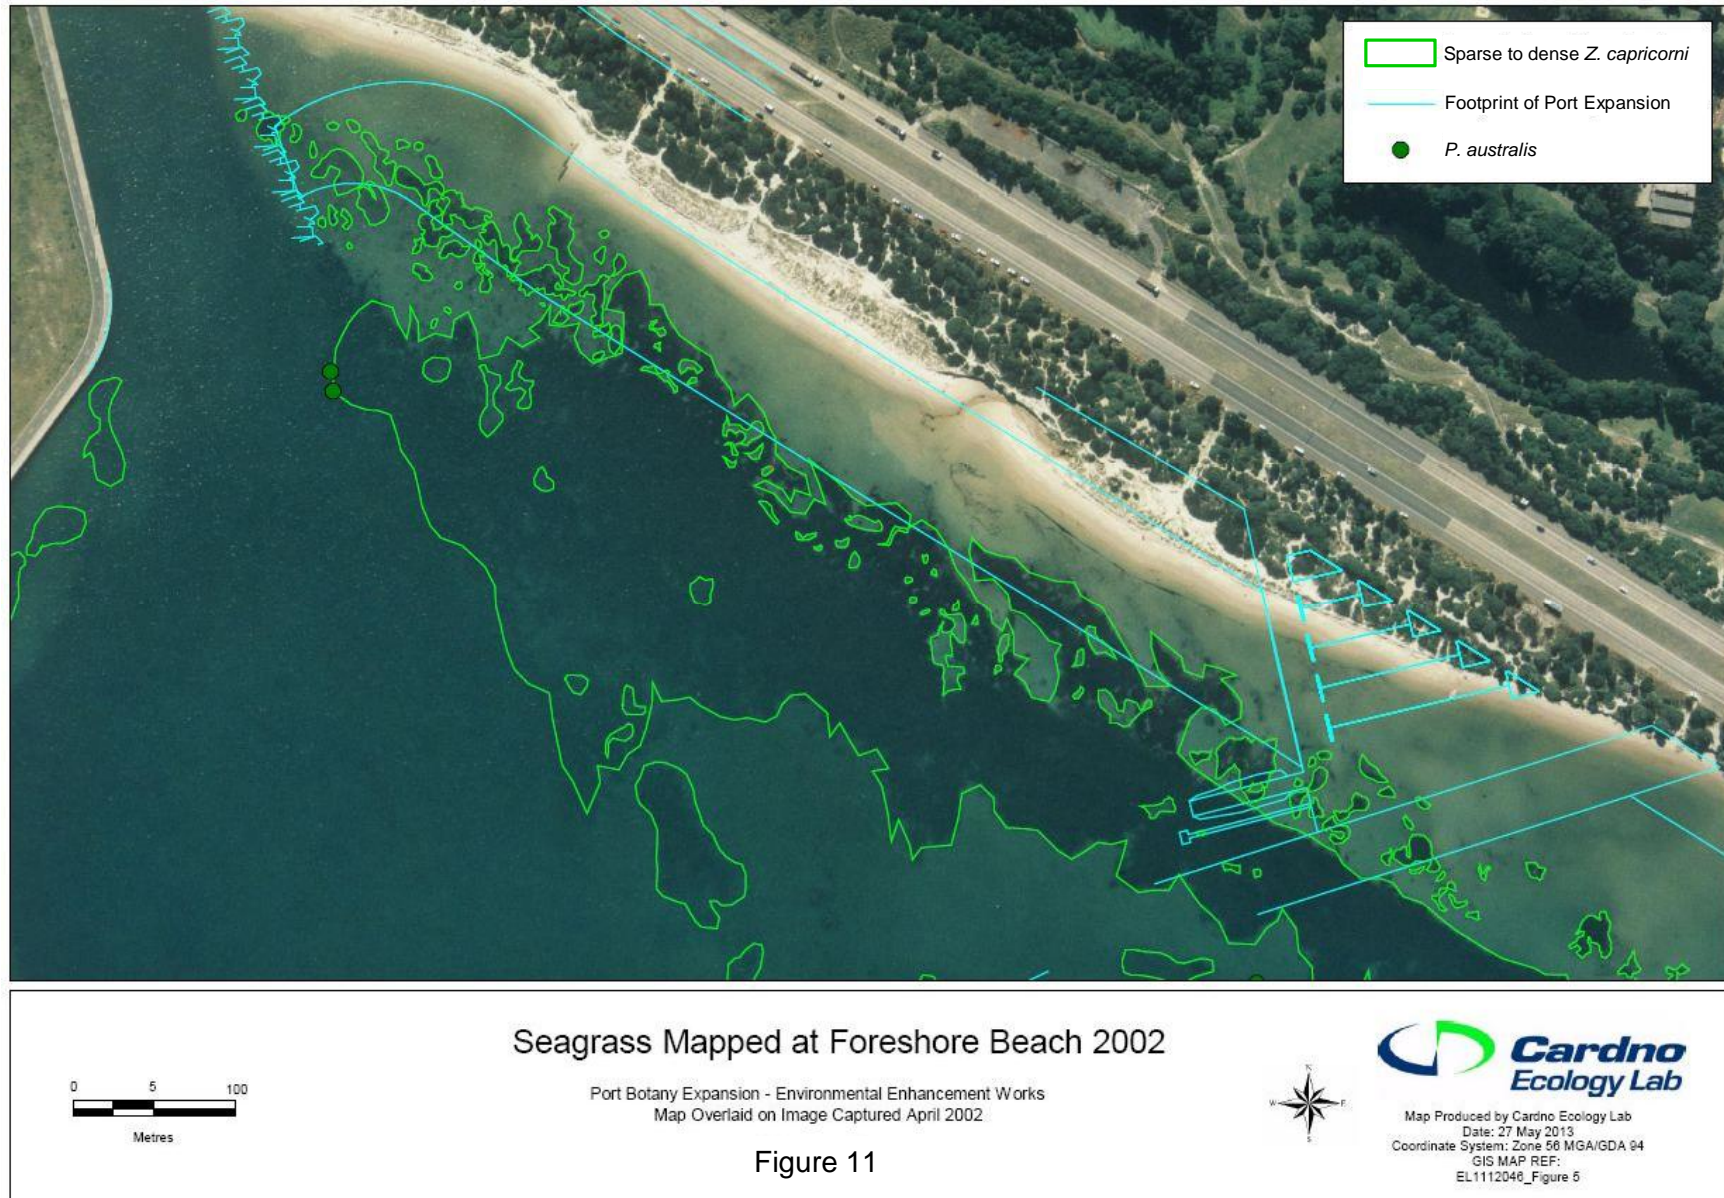 Sparse to dense Z. capricorni
Footprint of Port Expansion
P. australis
Seagrass Mapped at Foreshore Beach 2002
Port Botany Expansion - Environmental Enhancement Works
Map Overlaid on Image Captured April 2002
Figure 11
0 5 100
Metres
N
W E
S
Cardno
Ecology Lab
Map Produced by Cardno Ecology Lab
Date: 27 May 2013
Coordinate System: Zone 56 MGA/GDA 94
GIS MAP REF:
EL1112046_Figure 5